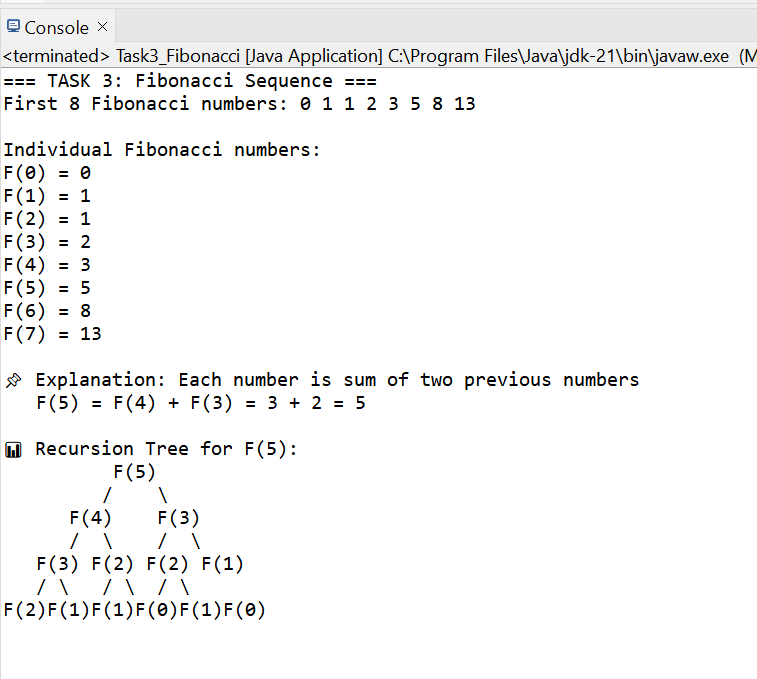 Console
<terminated> Task3_Fibonacci [Java Application] C:\Program Files\Java\jdk-21\bin\javaw.exe (M
=== TASK 3: Fibonacci Sequence ===
First 8 Fibonacci numbers: 0 1 1 2 3 5 8 13

Individual Fibonacci numbers:
F(0) = 0
F(1) = 1
F(2) = 1
F(3) = 2
F(4) = 3
F(5) = 5
F(6) = 8
F(7) = 13

📌 Explanation: Each number is sum of two previous numbers
   F(5) = F(4) + F(3) = 3 + 2 = 5

📊 Recursion Tree for F(5):
          F(5)
         /    \
      F(4)    F(3)
      /  \    /  \
   F(3) F(2) F(2) F(1)
   / \   / \  / \
F(2)F(1)F(1)F(0)F(1)F(0)